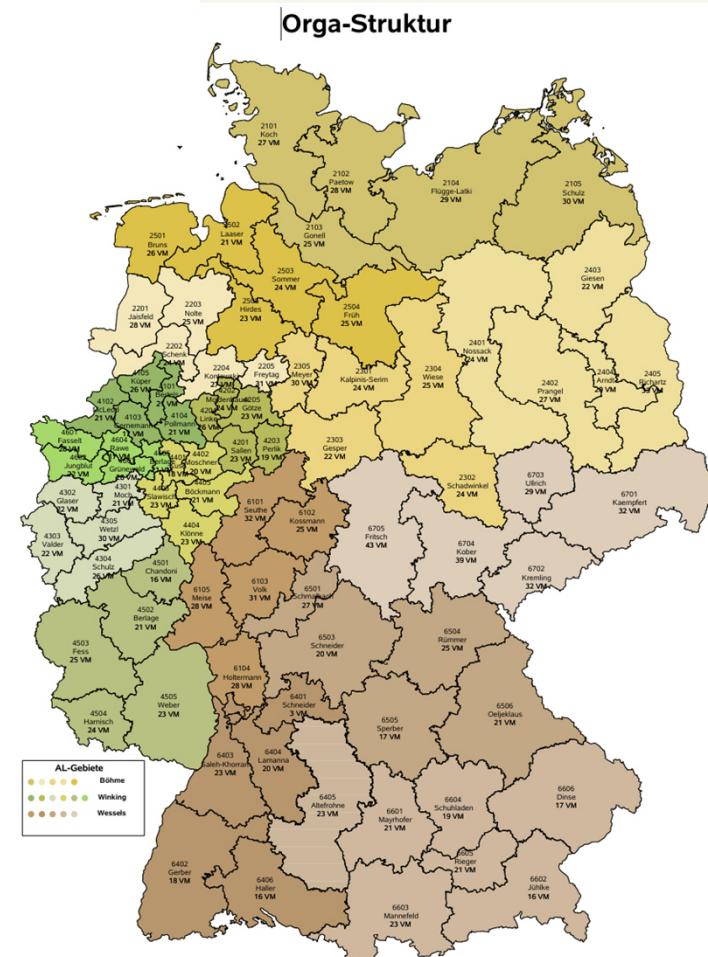 Orga-Struktur
2101
Koch
27 VM
2102
Paetow
28 VM
2104
Flügge-Latki
29 VM
2105
Schulz
30 VM
2103
Gonell
25 VM
2501
Bruns
26 VM
Laaser
21 VM
2503
Sommer
24 VM
2504
Früh
25 VM
Hirdes
23 VM
2403
Giesen
22 VM
2201
Jaisfeld
28 VM
2203
Nolte
25 VM
2202
Schenk
2204
2205
Freytag
2305
Meyer
30 VM
2301
Kalpinis-Serim
24 VM
2304
Wiese
25 VM
2401
Nossack
24 VM
2402
Prangel
27 VM
2404
Arndt
2405
Richartz
2303
Gesper
22 VM
2302
Schadwinkel
24 VM
Küper
26 VM
4102
21 VM
4103
4104
Pollmann
21 VM
Götze
23 VM
4201
Sallen
23 VM
4203
Perlik
19 VM
4601
Fasselt
4604
Rawe
Jungblut
Grünewald
4402
Moschner
20 VM
Slawisch
23 VM
Böckmann
21 VM
4404
Klönne
23 VM
4302
Glaser
22 VM
4301
Moch
21 VM
4305
Wetzl
30 VM
4303
Valder
22 VM
4304
Schulz
4501
Chandoni
16 VM
4502
Berlage
21 VM
4503
Fess
25 VM
4504
Harnisch
24 VM
4505
Weber
23 VM
6101
Seuthe
32 VM
6102
Kossmann
25 VM
6103
Volk
31 VM
6105
Meise
28 VM
6104
Holtermann
28 VM
6705
Fritsch
43 VM
6703
Ullrich
29 VM
6701
Kaempfert
32 VM
6704
Kober
39 VM
6702
Kremling
32 VM
6501
27 VM
6503
Schneider
20 VM
6504
Rümmer
25 VM
6505
Sperber
17 VM
6506
Oeljeklaus
21 VM
6401
Schneider
3 VM
6403
Saleh-Khorran
23 VM
6404
Lamanna
20 VM
6405
Altefrohne
23 VM
6402
Gerber
18 VM
6406
Haller
16 VM
6601
Mayrhofer
21 VM
6604
Schuhladen
19 VM
6606
Dinse
17 VM
Rieger
21 VM
6602
Jühlke
16 VM
6603
Mannefeld
23 VM
AL-Gebiete
Böhme
Winking
Wessels